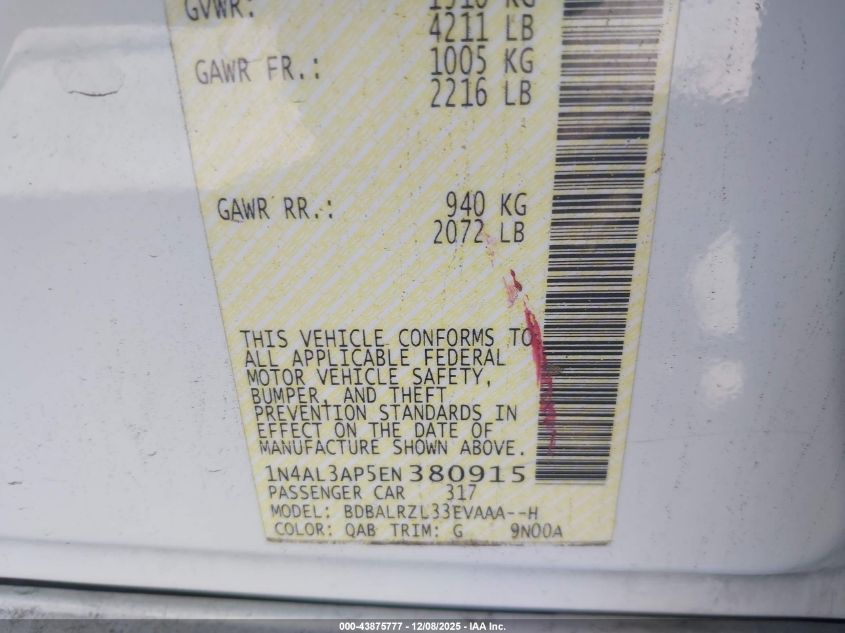 GVWR:
4211 LB
GAWR FR.: 1005 KG
2216 LB
GAWR RR.: 940 KG
2072 LB
THIS VEHICLE CONFORMS TO
ALL APPLICABLE FEDERAL
MOTOR VEHICLE SAFETY,
BUMPER, AND THEFT
PREVENTION STANDARDS IN
EFFECT ON THE DATE OF
MANUFACTURE SHOWN ABOVE.
1N4AL3AP5EN380915
PASSENGER CAR 317
MODEL: BDBALRZL33EVAAA--H
COLOR: QAB TRIM: G 9N00A
000-43875777 - 12/08/2025 - IAA Inc.